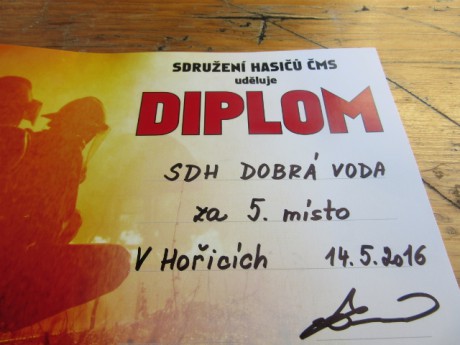 SDRUŽENÍ HASIČŮ ČMS
uděluje
DIPLOM
SDH DOBRÁ VODA
za 5. místo
V Hořicích 14.5.2016